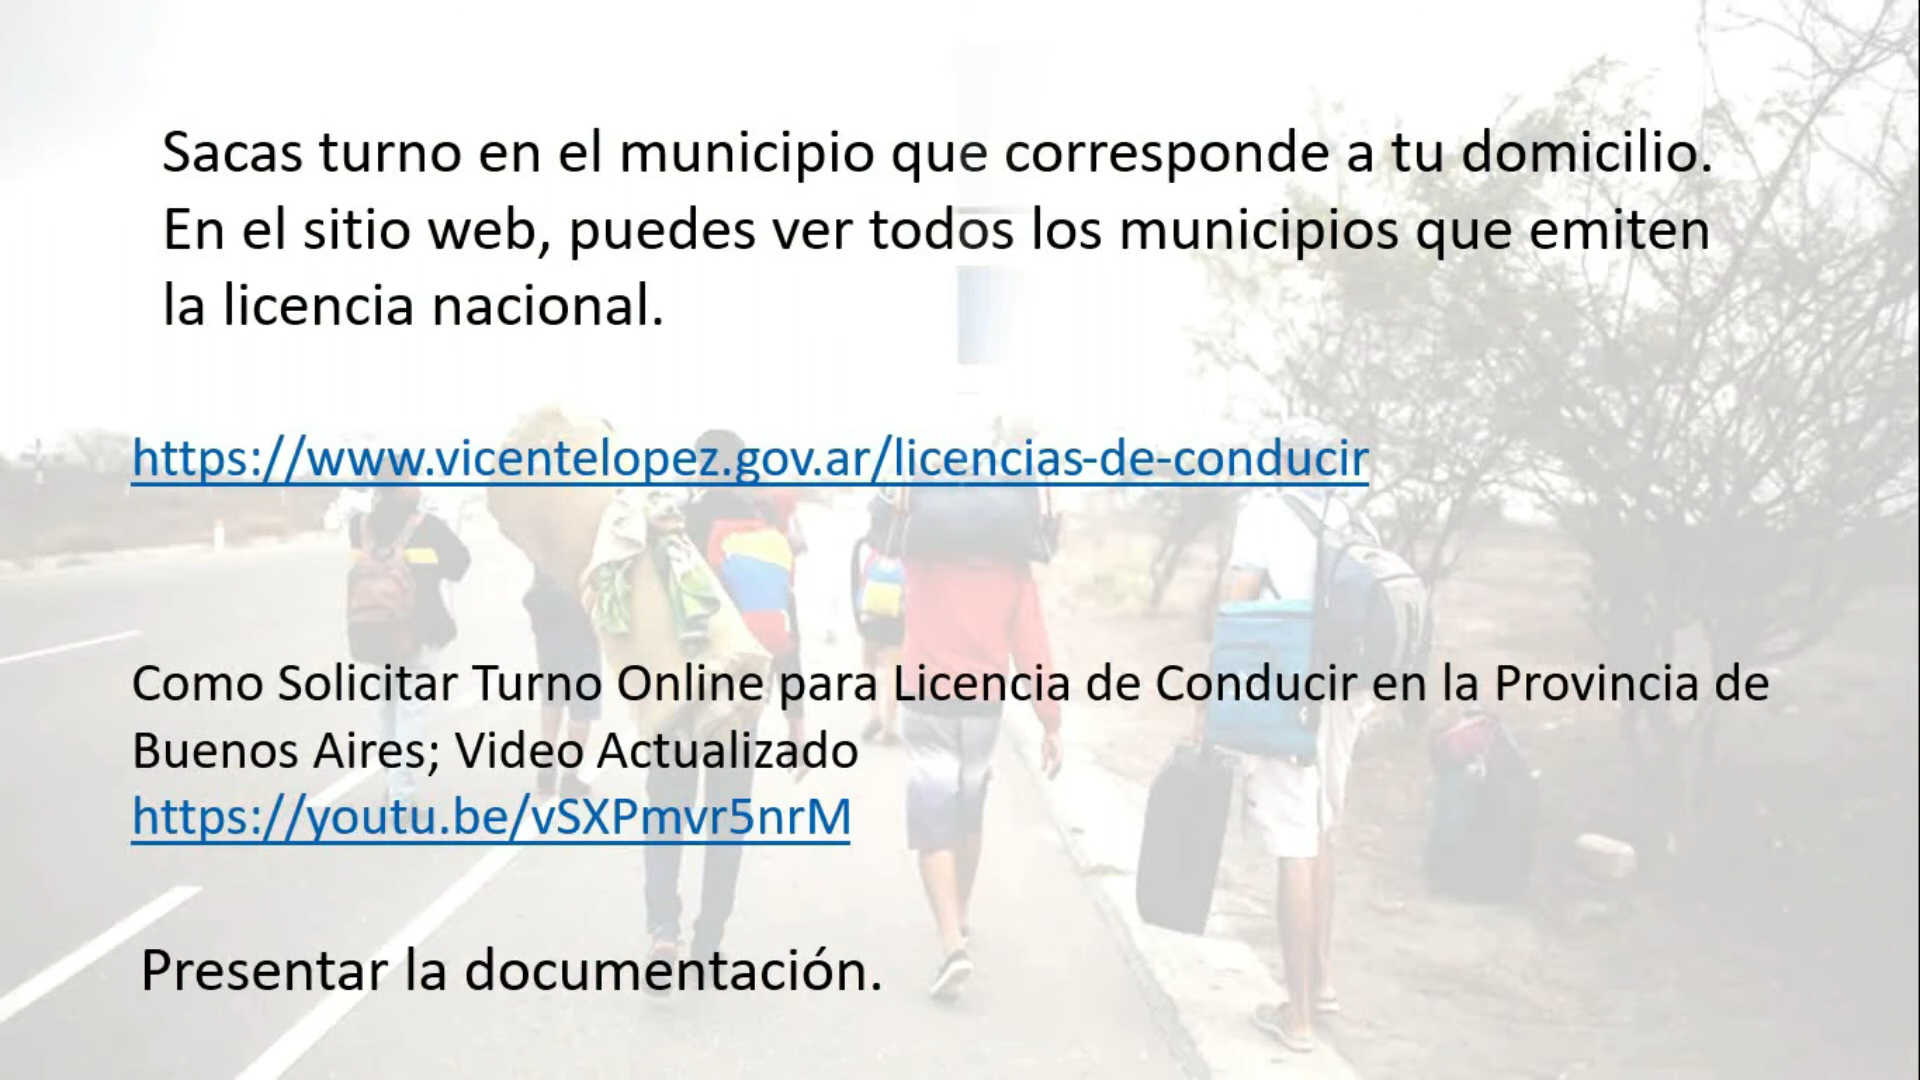 Sacas turno en el municipio que corresponde a tu domicilio.
En el sitio web, puedes ver todos los municipios que emiten
la licencia nacional.
https://www.vicentelopez.gov.ar/licencias-de-conducir
Como Solicitar Turno Online para Licencia de Conducir en la Provincia de
Buenos Aires; Video Actualizado
https://youtu.be/vSXPmvr5nrM
Presentar la documentación.